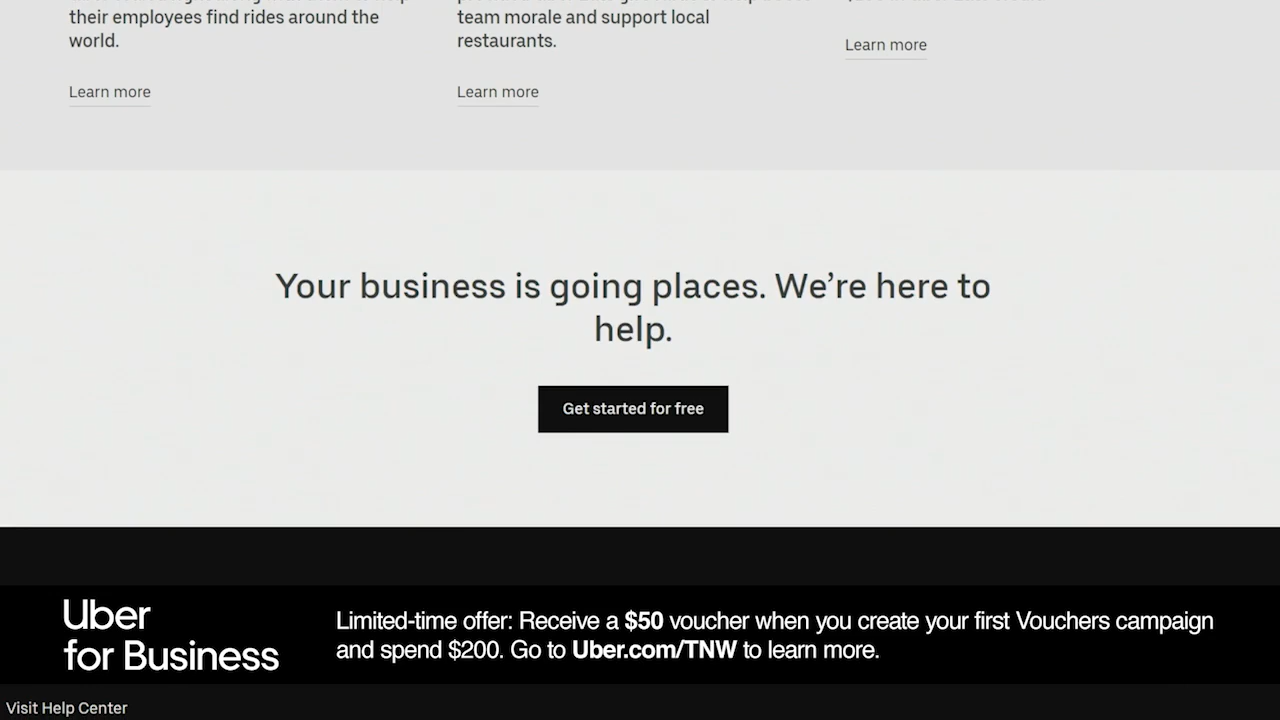 their employees find rides around the
world.
Learn more
team morale and support local
restaurants.
Learn more
Learn more
Your business is going places. We’re here to
help.
Get started for free
Uber
for Business
Limited-time offer: Receive a $50 voucher when you create your first Vouchers campaign
and spend $200. Go to Uber.com/TNW to learn more.
Visit Help Center